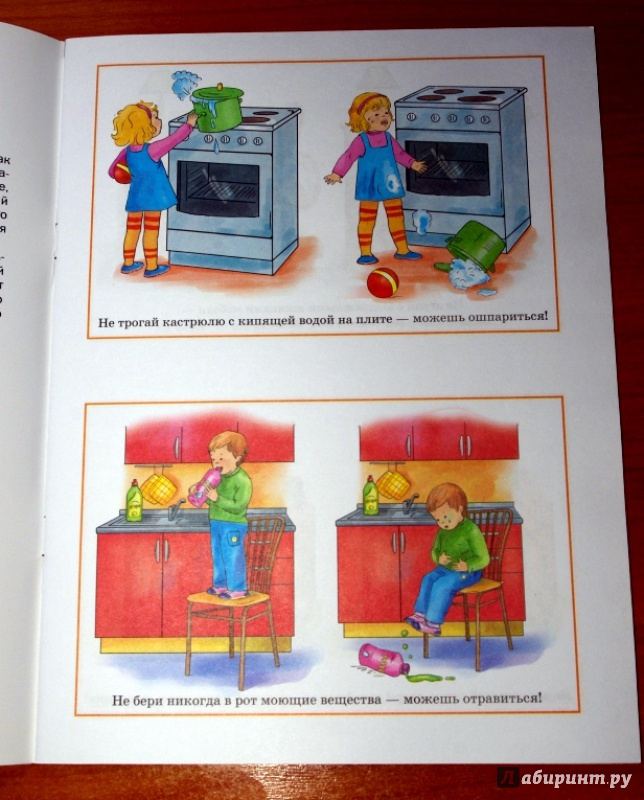 ак
а-
е,
й
о
я
й
т
о
Не трогай кастрюлю с кипящей водой на плите — можешь ошпариться!
Не бери никогда в рот моющие вещества — можешь отравиться!
Лабиринт.ру